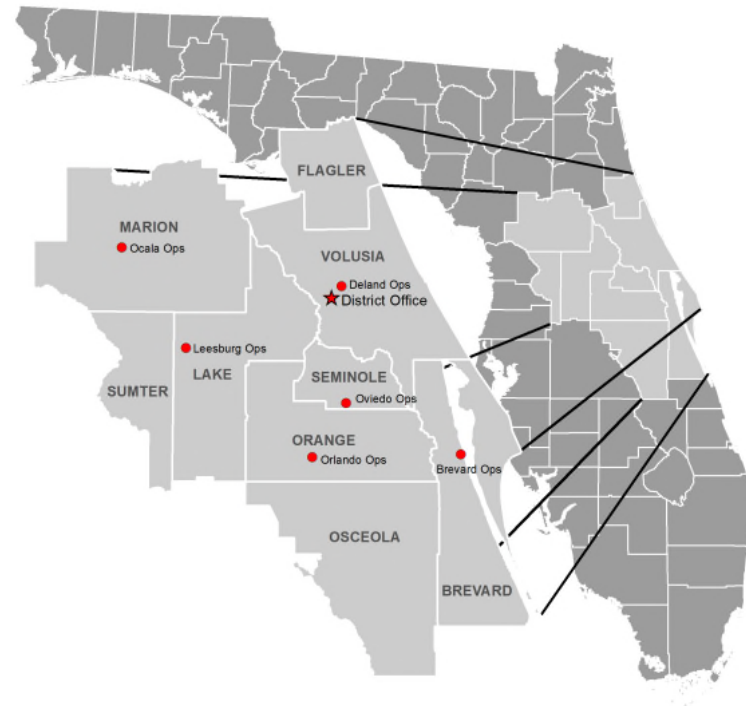 FLAGLER
MARION
Ocala Ops
VOLUSIA
Deland Ops
District Office
Leesburg Ops
SUMTER
LAKE
SEMINOLE
Oviedo Ops
ORANGE
Orlando Ops
Brevard Ops
OSCEOLA
BREVARD